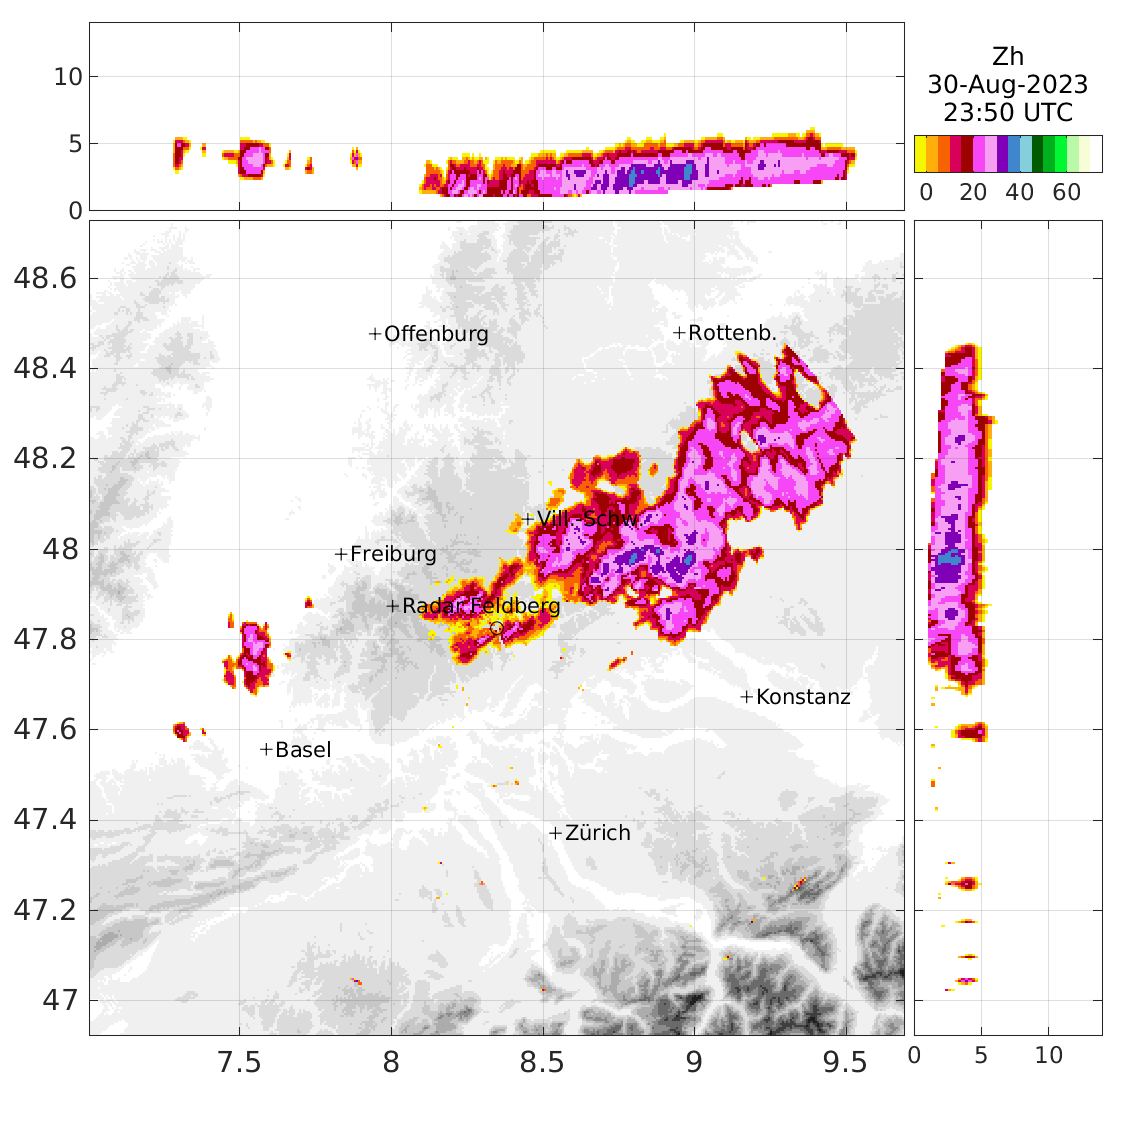 10
5
0
Zh
30-Aug-2023
23:50 UTC
0 20 40 60
48.6
48.4
48.2
48
47.8
47.6
47.4
47.2
47
+Offenburg
+Rottenb.
+Vill.-Schw.
+Freiburg
+Radar Feldberg
+Konstanz
+Basel
+Zürich
7.5 8 8.5 9 9.5
0 5 10